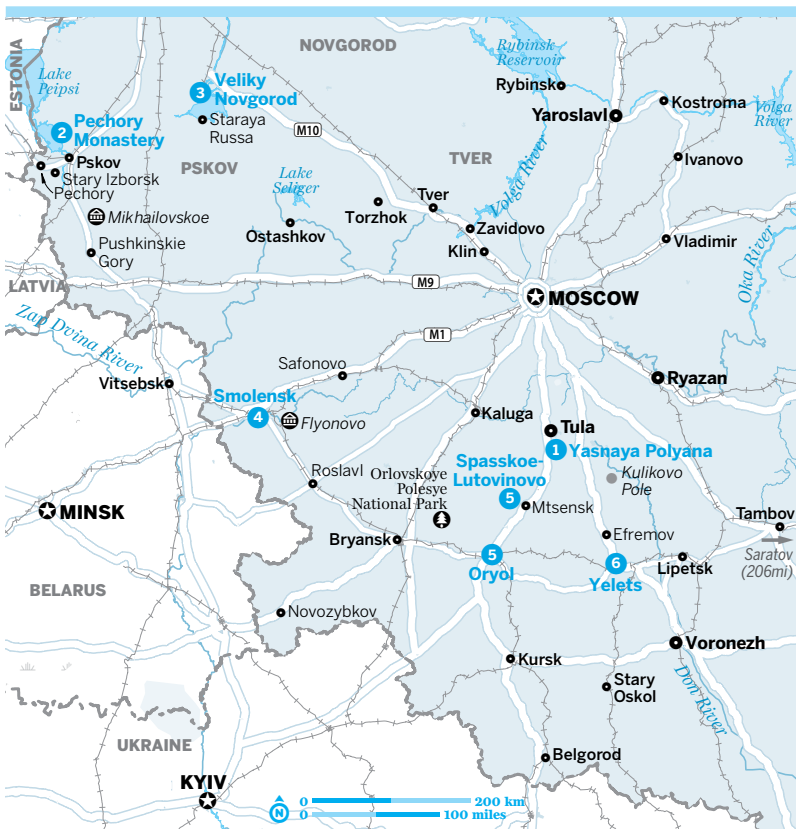 NOVGOROD
Rybinsk
Reservoir
ESTONIA
Lake
Peipsi
Rybinsk
3
Veliky
Novgorod
Kostroma
Volga
River
Yaroslavl
2
Pechory
Monastery
Staraya
Russa
M10
Pskov
PSKOV
TVER
Ivanovo
Stary Izborsk
Pechory
Lake
Seliger
Volga River
Tver
Mikhailovskoe
Torzhok
Ostashkov
Zavidovo
Vladimir
Pushkinskie
Gory
Klin
Oka River
LATVIA
M9
MOSCOW
Zap Dvina River
M1
Safonovo
Vitsebsk
Ryazan
Smolensk
4
Flyonovo
Kaluga
Tula
1
Yasnaya Polyana
Spasskoe-
Lutovinovo
5
Kulikovo
Pole
Roslavl
Orlovskoye
Polesye
National Park
Mtsensk
MINSK
Tambov
Bryansk
Efremov
Saratov
(206mi)
5
Oryol
6
Yelets
Lipetsk
BELARUS
Novozybkov
Voronezh
Kursk
Stary
Oskol
Don River
UKRAINE
Belgorod
KYIV
N
0
200 km
0
100 miles